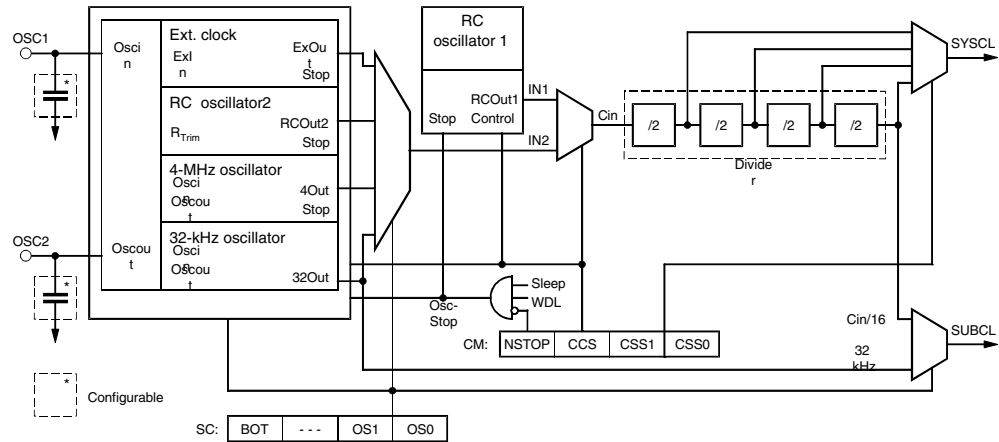 OSC1
*
OSC2
*
*
Configurable
Osci
n
Oscou
t
Ext. clock
ExI
n
ExOu
t
Stop
RC oscillator2
RTrim
RCOut2
Stop
4-MHz oscillator
Osci
n
Oscou
t
4Out
Stop
32-kHz oscillator
Osci
n
Oscou
t
32Out
RC
oscillator 1
RCOut1
Stop Control
IN1
IN2
Cin
/2 /2 /2 /2
Divide
r
SYSCL
Sleep
WDL
Osc-
Stop
CM: NSTOP CCS CSS1 CSS0
Cin/16
32
kHz
SUBCL
SC: BOT - - - OS1 OS0